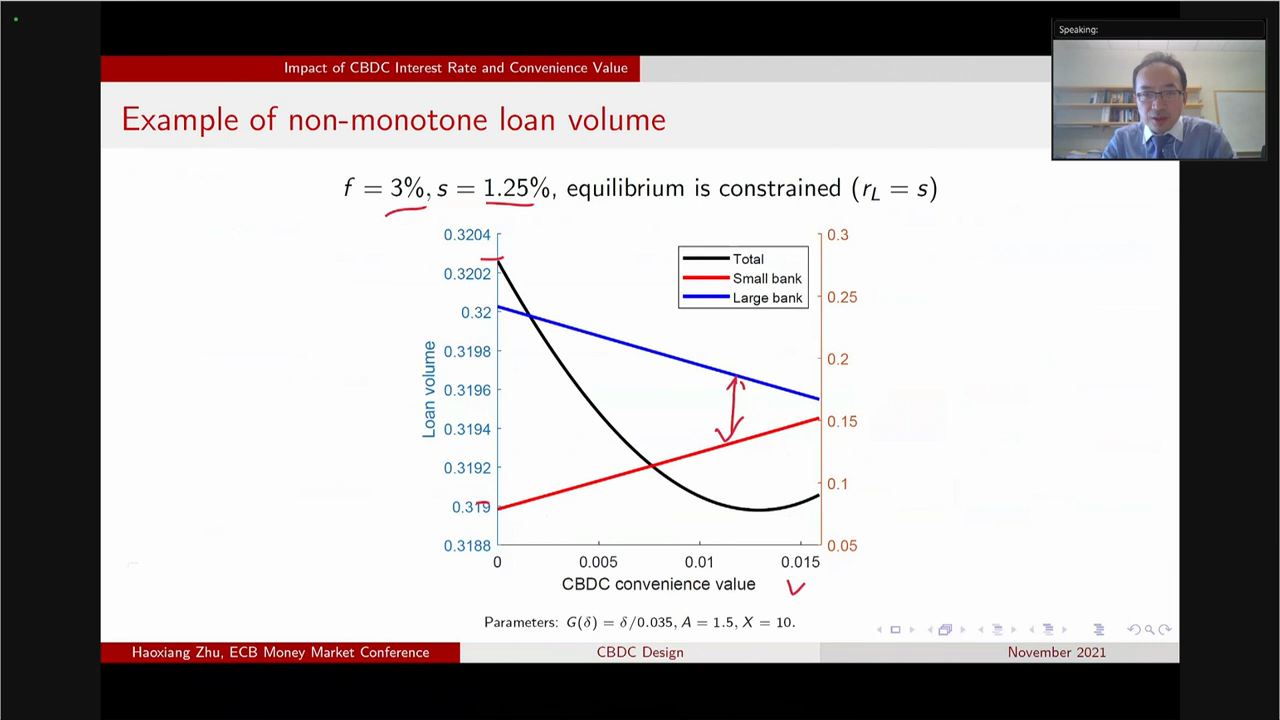 Speaking:
Impact of CBDC Interest Rate and Convenience Value
Example of non-monotone loan volume
f = 3%, s = 1.25%, equilibrium is constrained (r_L = s)
0.3204
0.3202
0.32
0.3198
0.3196
0.3194
0.3192
0.319
0.3188
Loan volume
0.3
0.25
0.2
0.15
0.1
0.05
Total
Small bank
Large bank
0 0.005 0.01 0.015
CBDC convenience value
v
Parameters: G(δ) = δ/0.035, A = 1.5, X = 10.
Haoxiang Zhu, ECB Money Market Conference CBDC Design November 2021